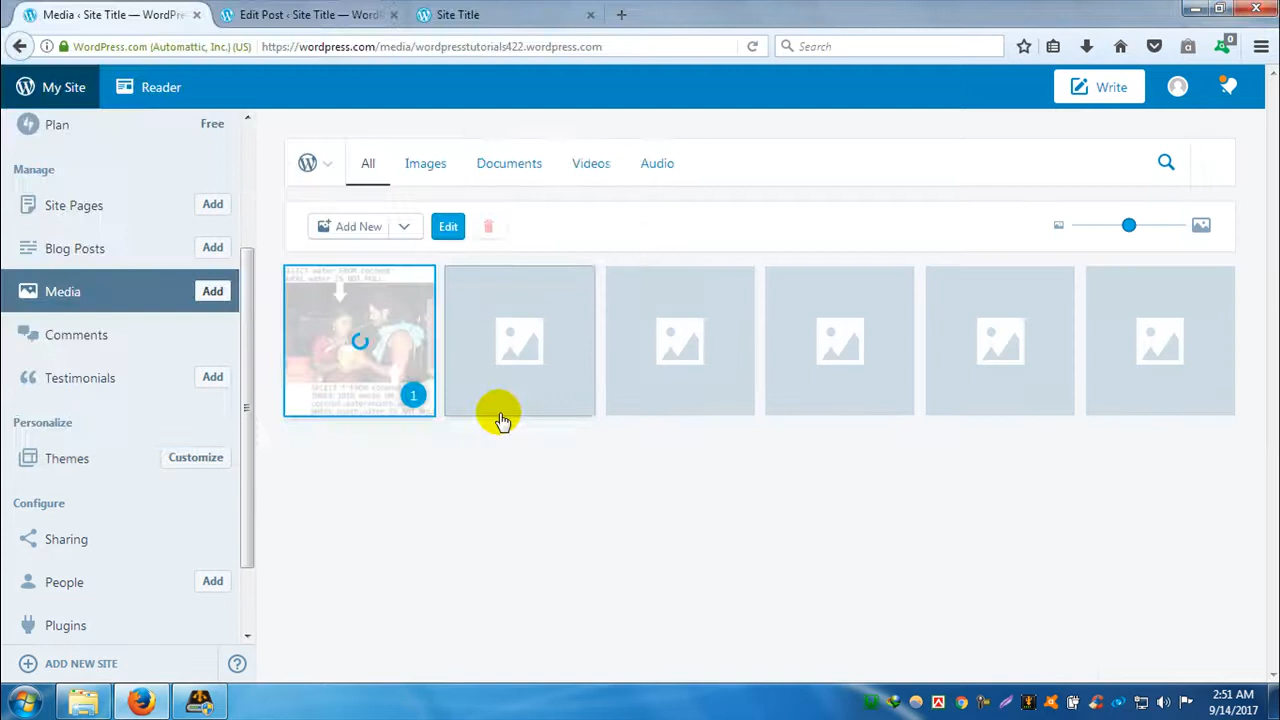 Media ‹ Site Title — WordPre
Edit Post ‹ Site Title — WordP
Site Title
WordPress.com (Automattic, Inc.) (US)
https://wordpress.com/media/wordpresstutorials422.wordpress.com
Search
0
My Site
Reader
Write
Plan
Free
Manage
Site Pages
Add
Blog Posts
Add
Media
Add
Comments
Testimonials
Add
Personalize
Themes
Customize
Configure
Sharing
People
Add
Plugins
ADD NEW SITE
All
Images
Documents
Videos
Audio
Add New
Edit
1
2:51 AM
9/14/2017